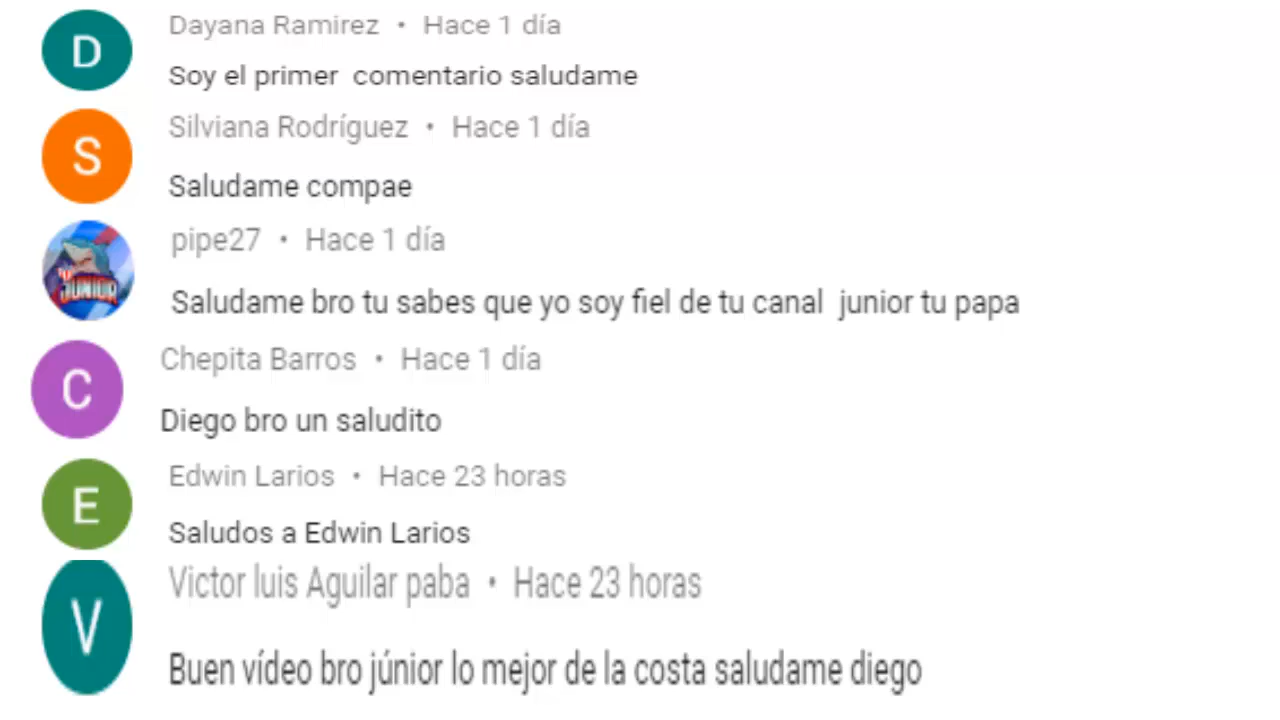 D
Dayana Ramirez • Hace 1 día
Soy el primer comentario saludame
S
Silviana Rodríguez • Hace 1 día
Saludame compae
JUNIOR
pipe27 • Hace 1 día
Saludame bro tu sabes que yo soy fiel de tu canal junior tu papa
C
Chepita Barros • Hace 1 día
Diego bro un saludito
E
Edwin Larios • Hace 23 horas
Saludos a Edwin Larios
V
Victor luis Aguilar paba • Hace 23 horas
Buen vídeo bro júnior lo mejor de la costa saludame diego